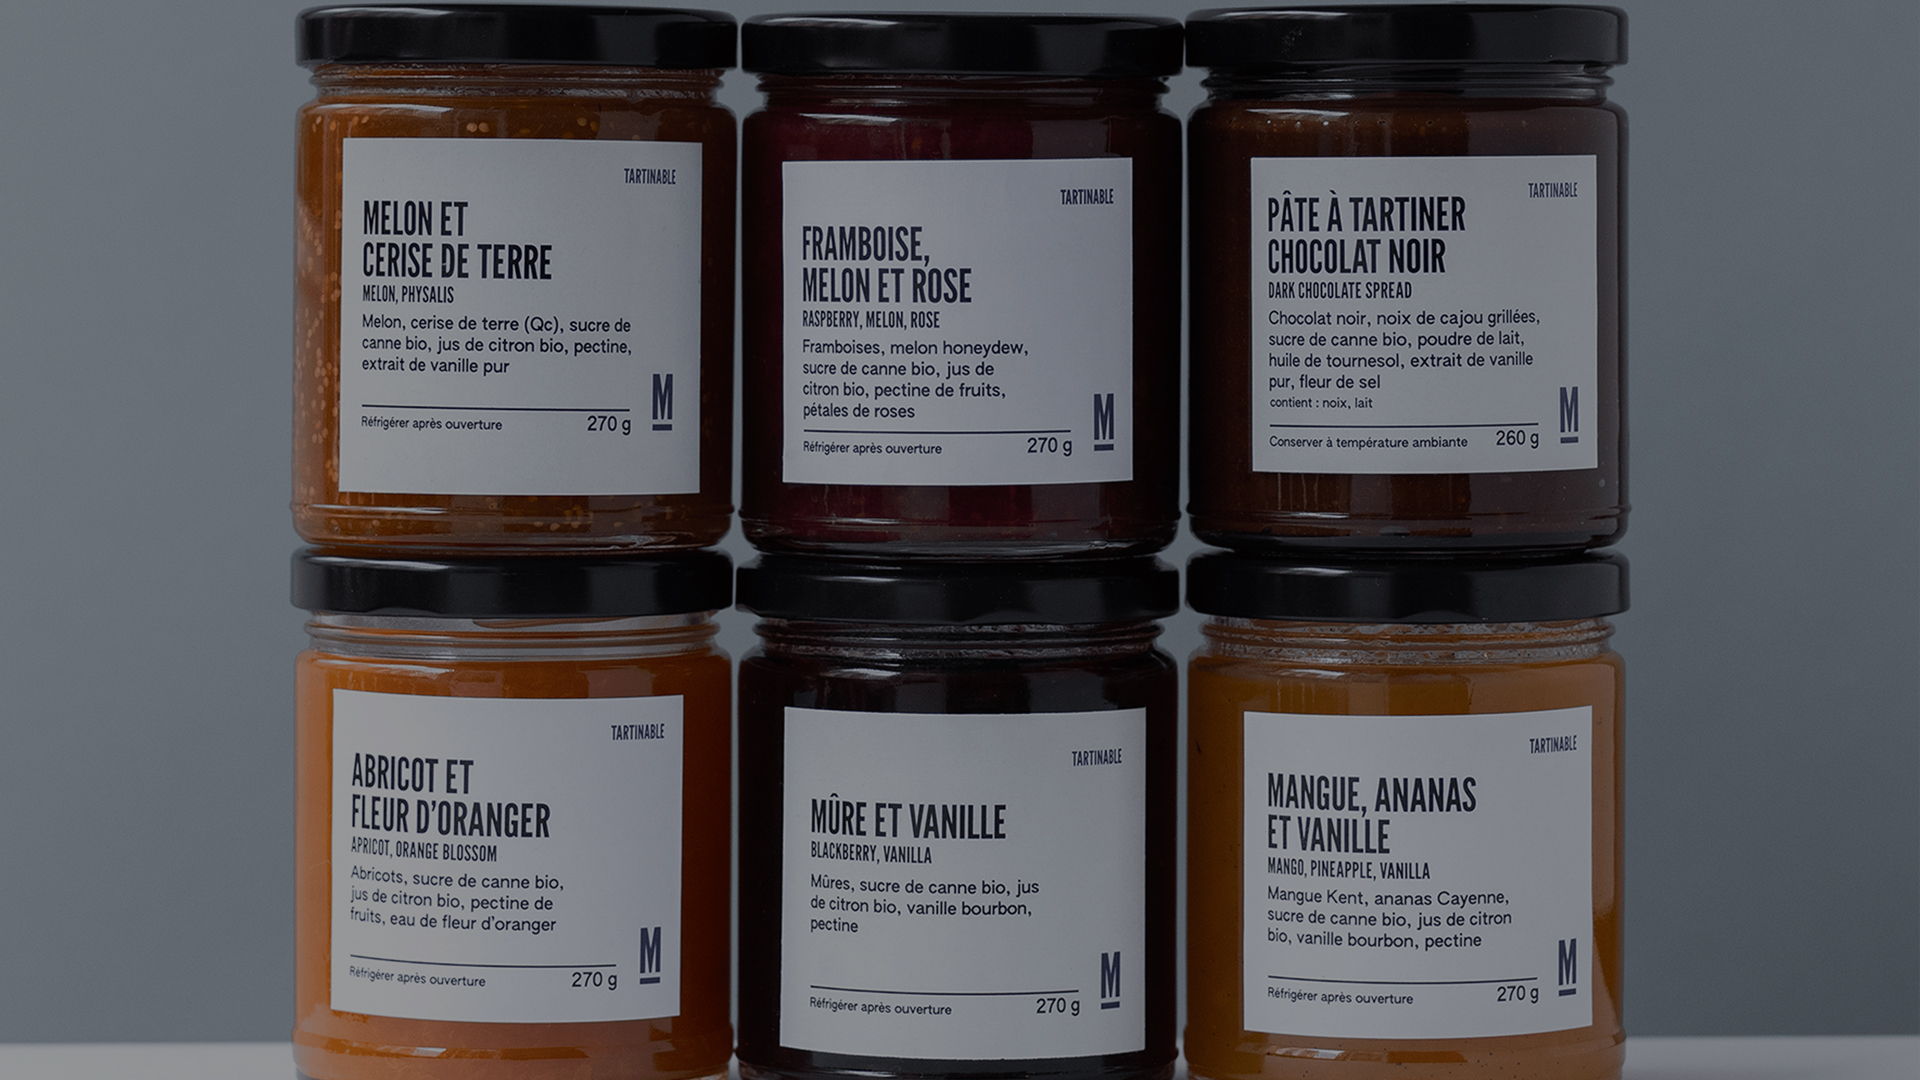 TARTINABLE
MELON ET
CERISE DE TERRE
MELON, PHYSALIS
Melon, cerise de terre (Qc), sucre de
canne bio, jus de citron bio, pectine,
extrait de vanille pur
Réfrigérer après ouverture 270 g
M
TARTINABLE
FRAMBOISE,
MELON ET ROSE
RASPBERRY, MELON, ROSE
Framboises, melon honeydew,
sucre de canne bio, jus de
citron bio, pectine de fruits,
pétales de roses
Réfrigérer après ouverture 270 g
M
TARTINABLE
PÂTE À TARTINER
CHOCOLAT NOIR
DARK CHOCOLATE SPREAD
Chocolat noir, noix de cajou grillées,
sucre de canne bio, poudre de lait,
huile de tournesol, extrait de vanille
pur, fleur de sel
contient : noix, lait
Conserver à température ambiante 260 g
M
TARTINABLE
ABRICOT ET
FLEUR D'ORANGER
APRICOT, ORANGE BLOSSOM
Abricots, sucre de canne bio,
jus de citron bio, pectine de
fruits, eau de fleur d'oranger
Réfrigérer après ouverture 270 g
M
TARTINABLE
MÛRE ET VANILLE
BLACKBERRY, VANILLA
Mûres, sucre de canne bio, jus
de citron bio, vanille bourbon,
pectine
Réfrigérer après ouverture 270 g
M
TARTINABLE
MANGUE, ANANAS
ET VANILLE
MANGO, PINEAPPLE, VANILLA
Mangue Kent, ananas Cayenne,
sucre de canne bio, jus de citron
bio, vanille bourbon, pectine
Réfrigérer après ouverture 270 g
M